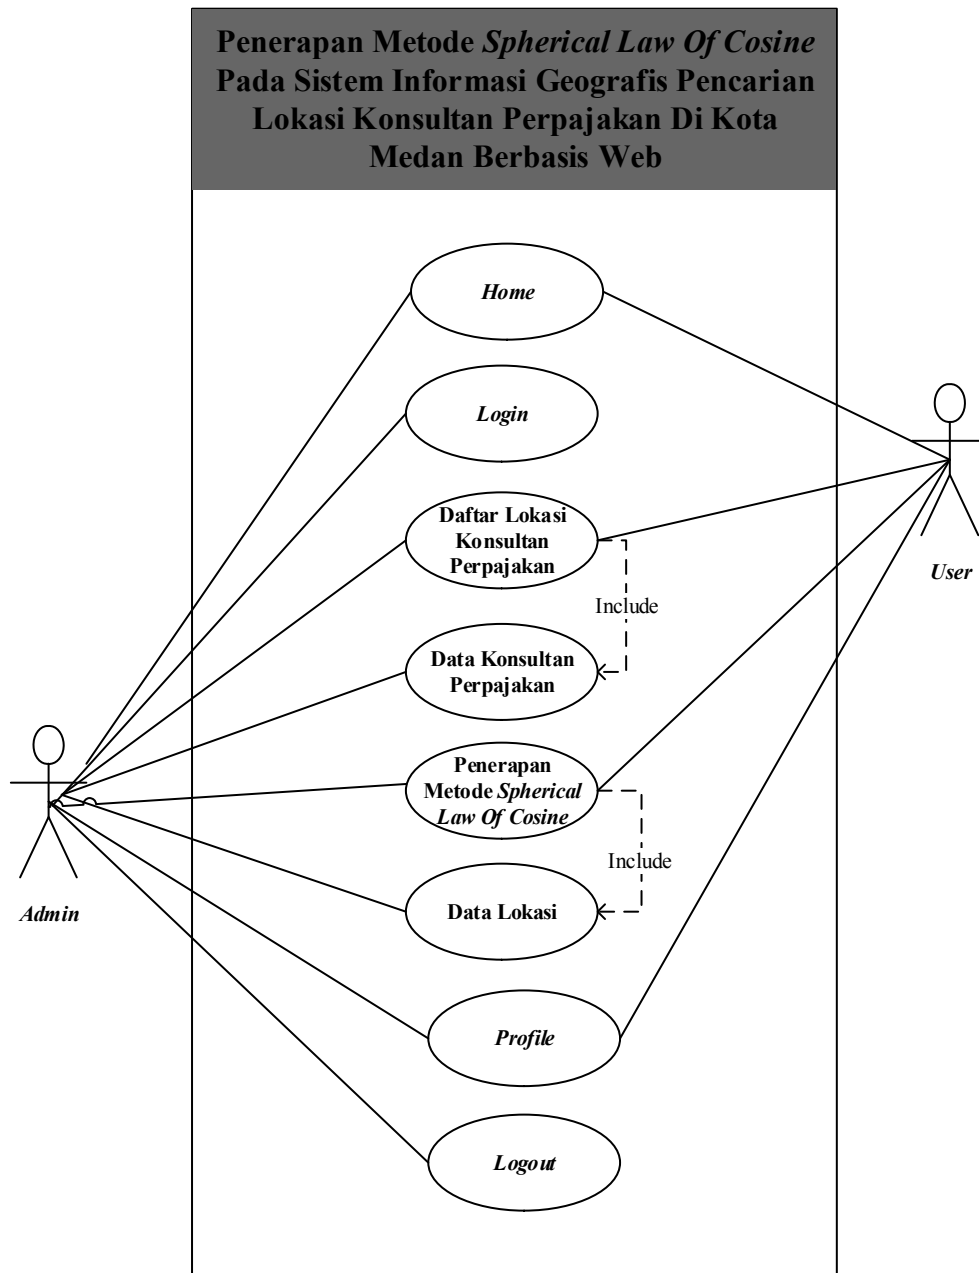 Penerapan Metode Spherical Law Of Cosine
Pada Sistem Informasi Geografis Pencarian
Lokasi Konsultan Perpajakan Di Kota
Medan Berbasis Web
Home
Login
Daftar Lokasi
Konsultan
Perpajakan
User
Include
Data Konsultan
Perpajakan
Penerapan
Metode Spherical
Law Of Cosine
Include
Data Lokasi
Admin
Profile
Logout